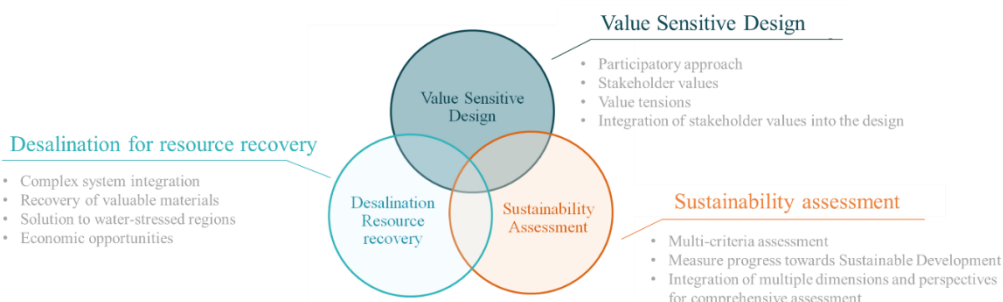 Value Sensitive Design
• Participatory approach
• Stakeholder values
• Value tensions
• Integration of stakeholder values into the design
Value Sensitive
Design
Desalination for resource recovery
• Complex system integration
• Recovery of valuable materials
• Solution to water-stressed regions
• Economic opportunities
Desalination
Resource
recovery
Sustainability
Assessment
Sustainability assessment
• Multi-criteria assessment
• Measure progress towards Sustainable Development
• Integration of multiple dimensions and perspectives
for comprehensive assessment